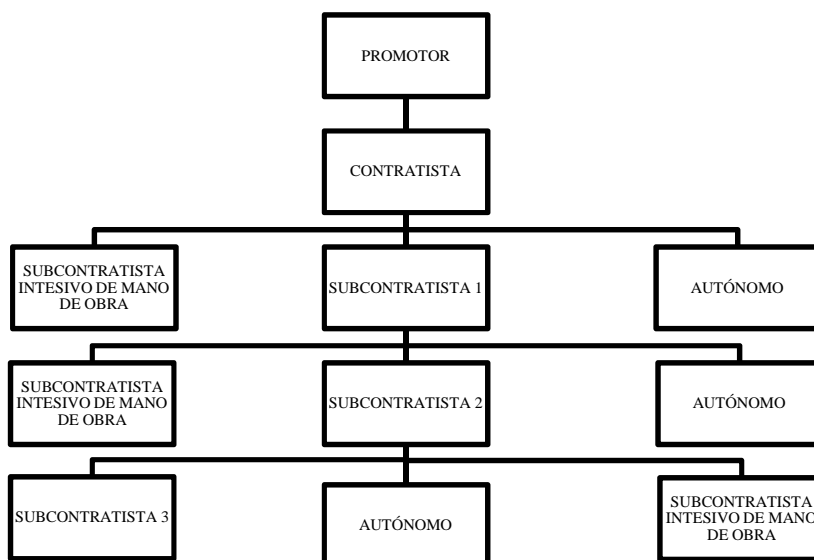 PROMOTOR
CONTRATISTA
SUBCONTRATISTA
INTESIVO DE MANO
DE OBRA
SUBCONTRATISTA 1
AUTÓNOMO
SUBCONTRATISTA
INTESIVO DE MANO
DE OBRA
SUBCONTRATISTA 2
AUTÓNOMO
SUBCONTRATISTA 3
AUTÓNOMO
SUBCONTRATISTA
INTESIVO DE MANO
DE OBRA